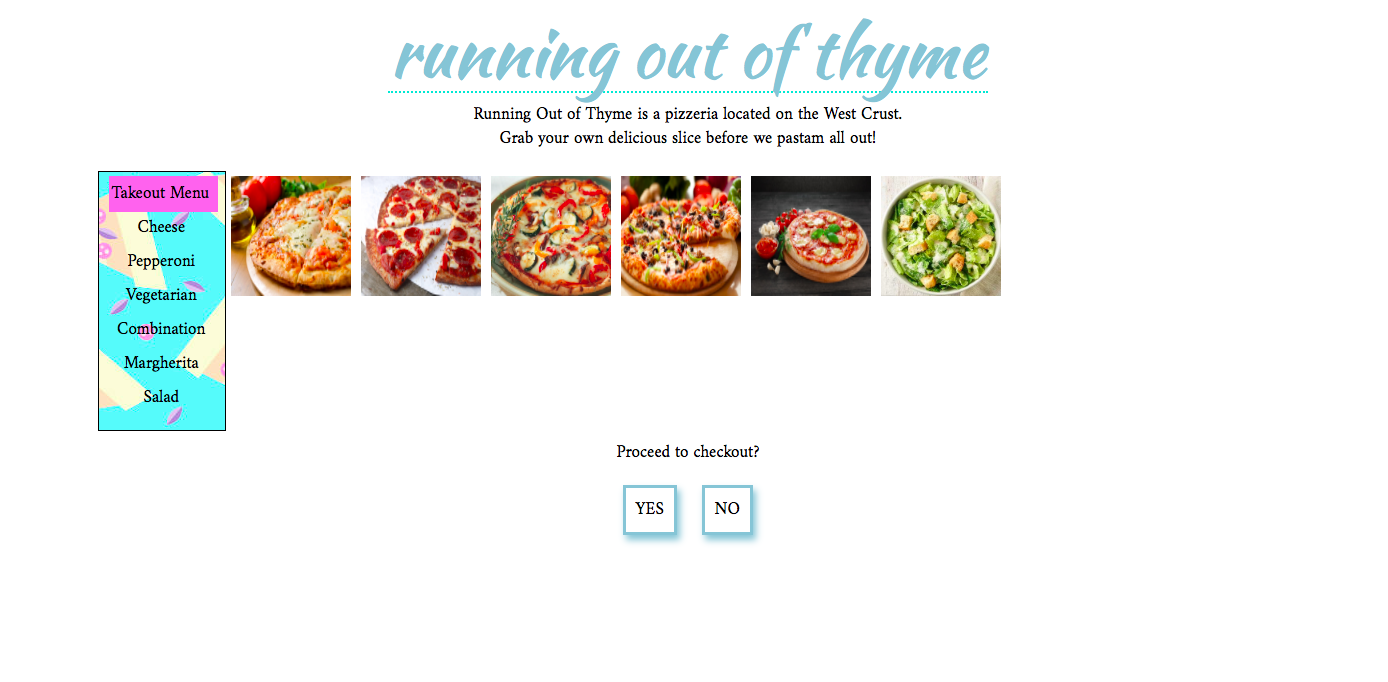 running out of thyme
Running Out of Thyme is a pizzeria located on the West Crust.
Grab your own delicious slice before we pastam all out!
Takeout Menu
Cheese
Pepperoni
Vegetarian
Combination
Margherita
Salad
Proceed to checkout?
YES
NO